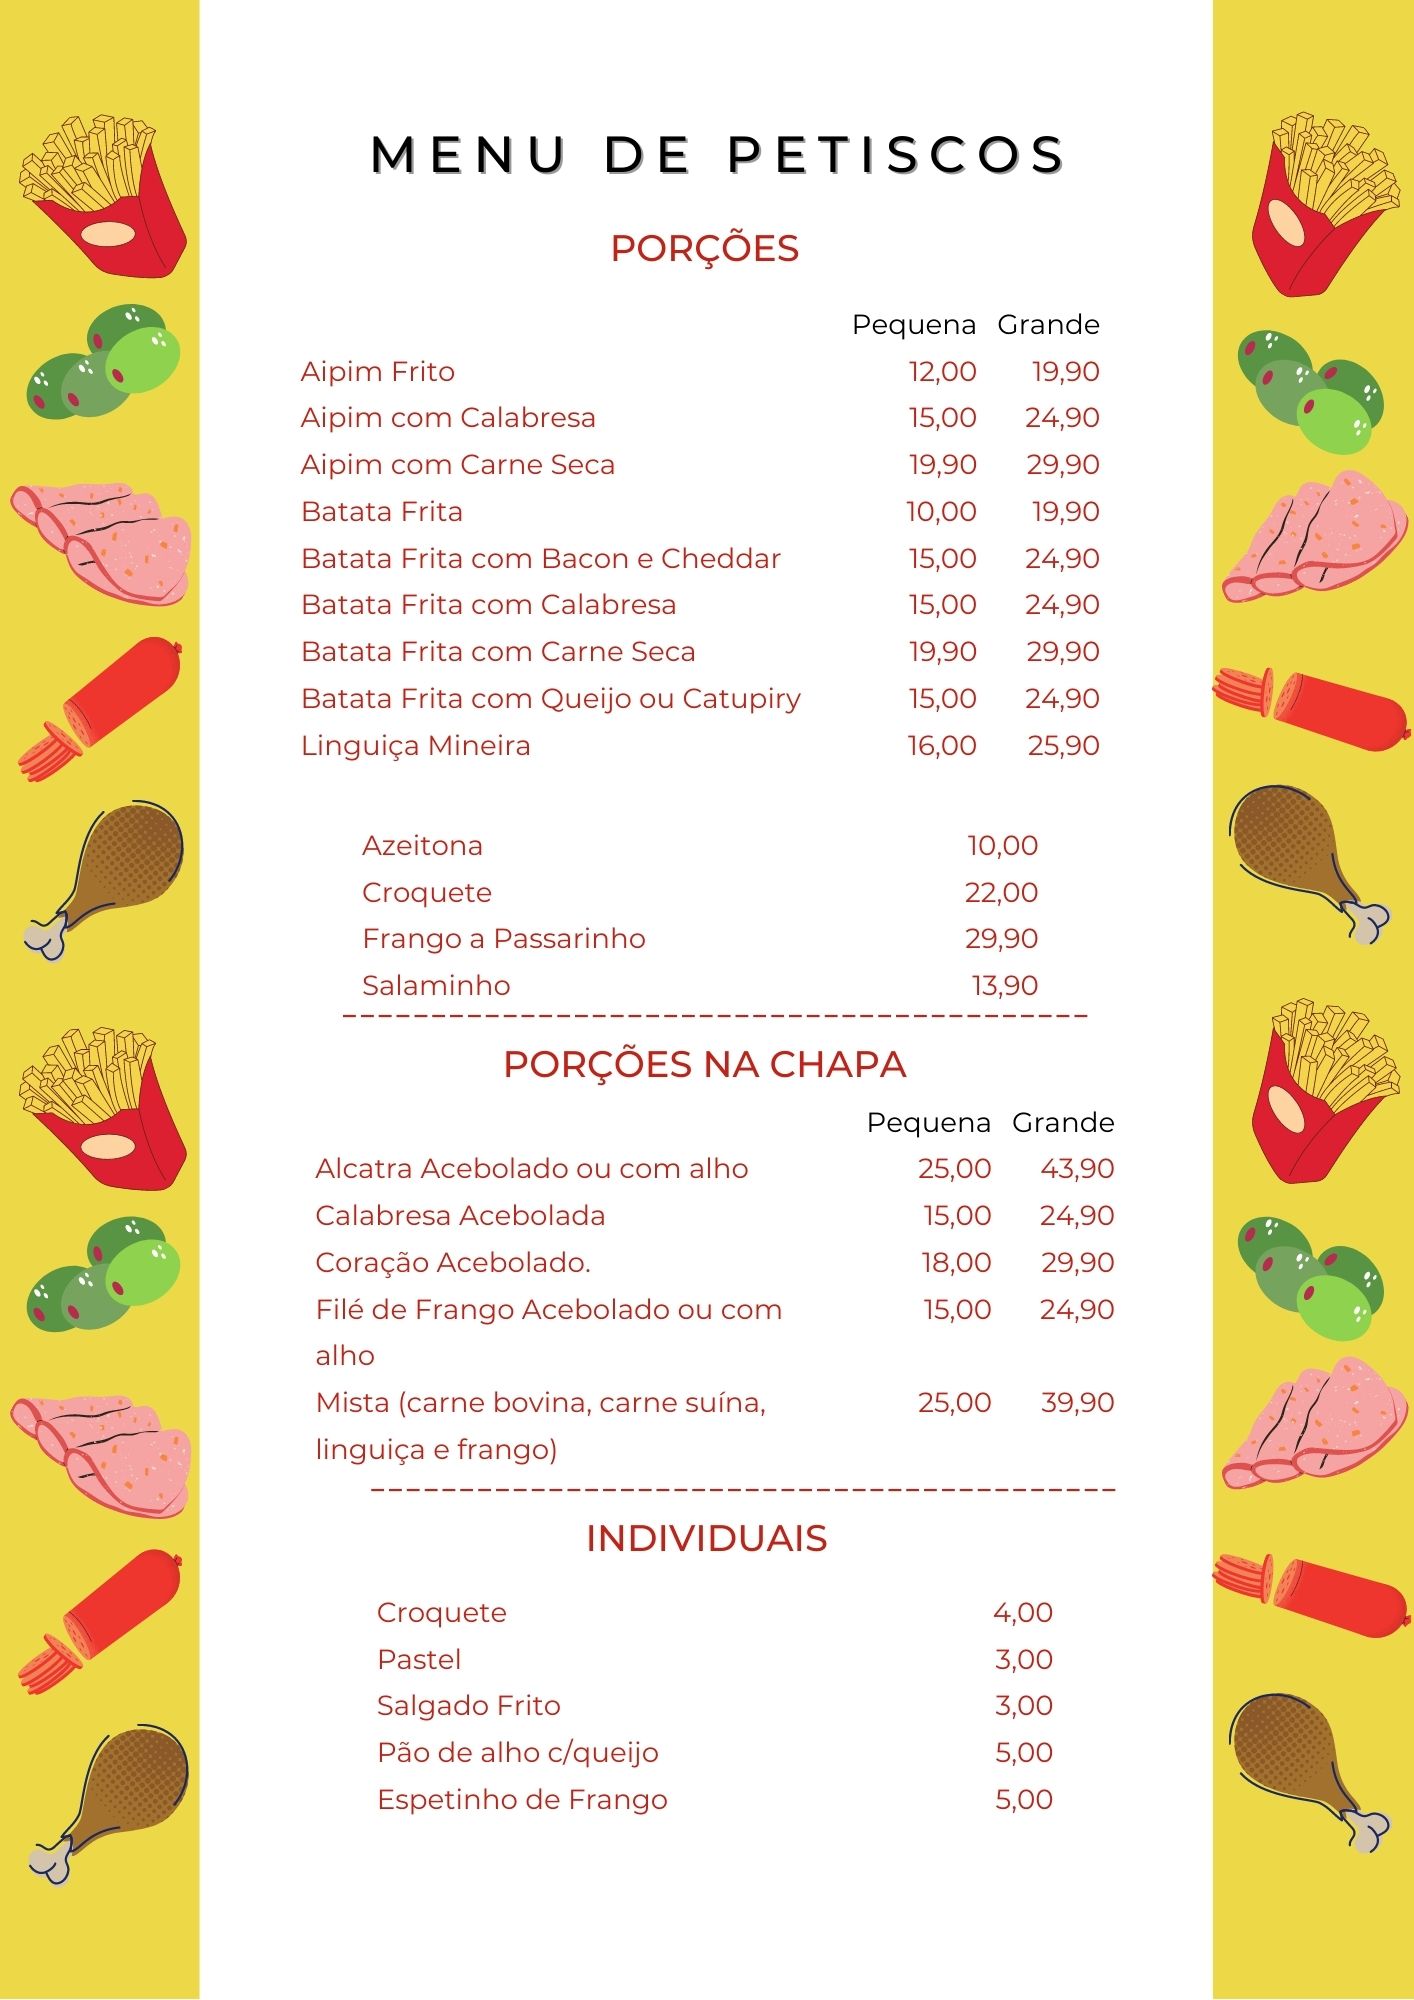 MENU DE PETISCOS
PORÇÕES
Pequena Grande
Aipim Frito 12,00 19,90
Aipim com Calabresa 15,00 24,90
Aipim com Carne Seca 19,90 29,90
Batata Frita 10,00 19,90
Batata Frita com Bacon e Cheddar 15,00 24,90
Batata Frita com Calabresa 15,00 24,90
Batata Frita com Carne Seca 19,90 29,90
Batata Frita com Queijo ou Catupiry 15,00 24,90
Linguiça Mineira 16,00 25,90
Azeitona 10,00
Croquete 22,00
Frango a Passarinho 29,90
Salaminho 13,90
PORÇÕES NA CHAPA
Pequena Grande
Alcatra Acebolado ou com alho 25,00 43,90
Calabresa Acebolada 15,00 24,90
Coração Acebolado. 18,00 29,90
Filé de Frango Acebolado ou com 15,00 24,90
alho
Mista (carne bovina, carne suína, 25,00 39,90
linguiça e frango)
INDIVIDUAIS
Croquete 4,00
Pastel 3,00
Salgado Frito 3,00
Pão de alho c/queijo 5,00
Espetinho de Frango 5,00